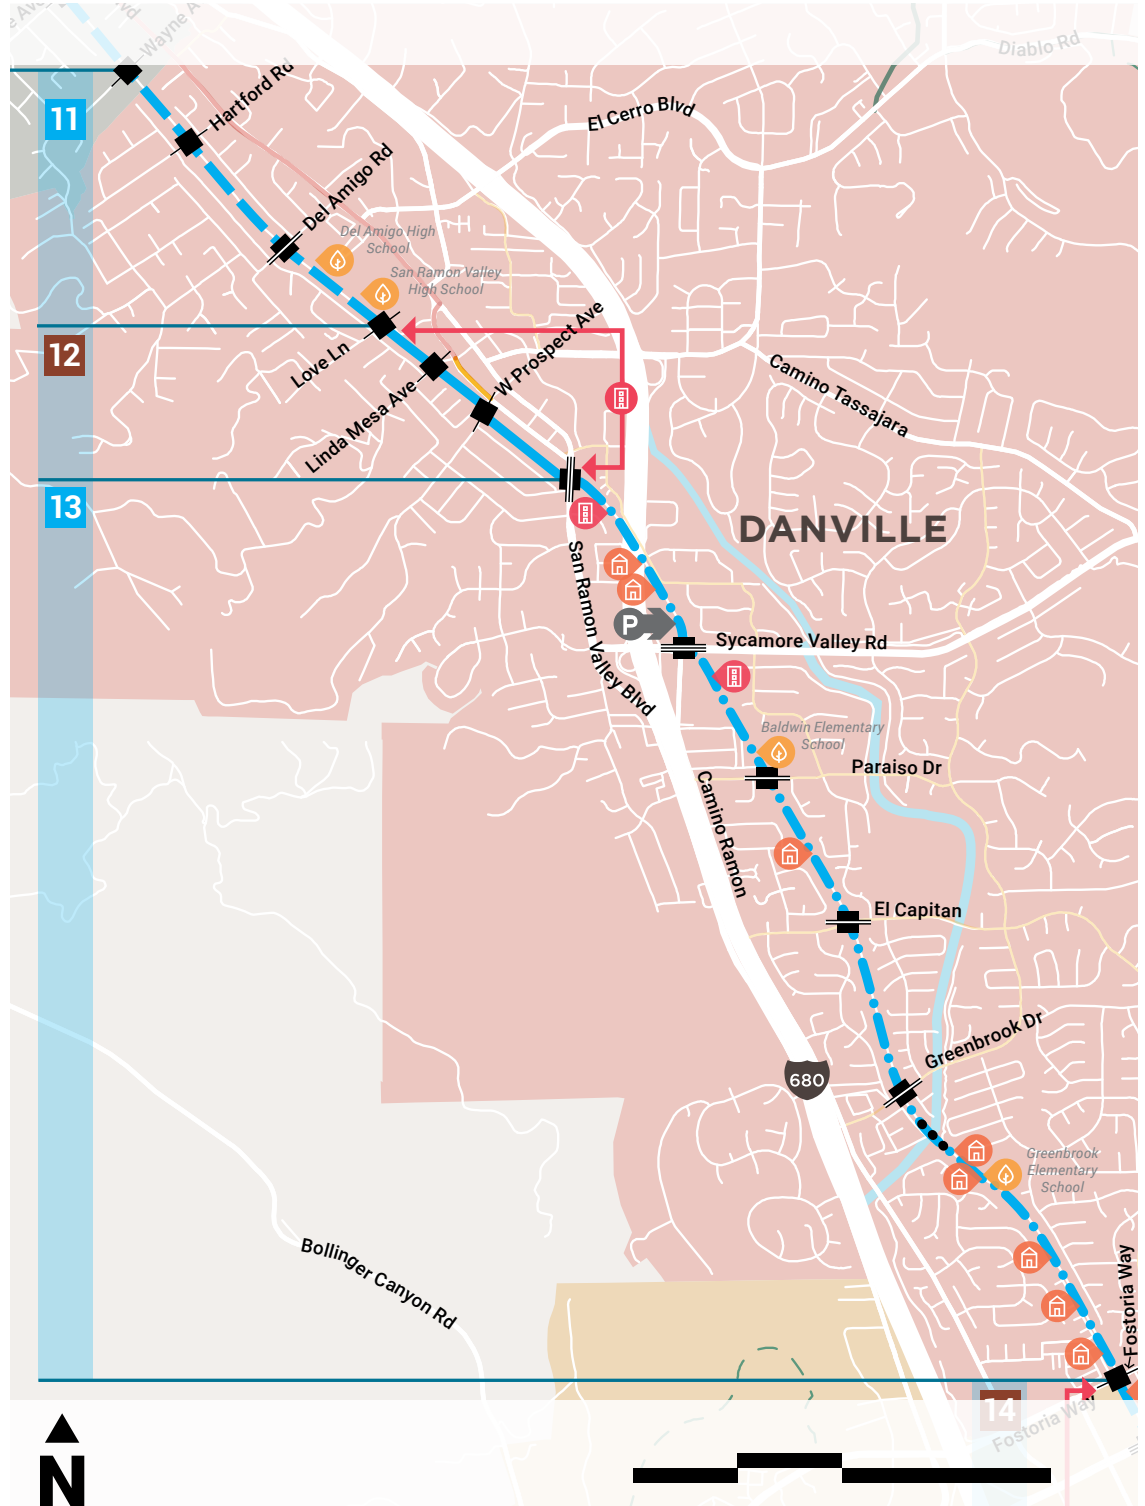 Wayne A
Diablo Rd
11
Hartford Rd
El Cerro Blvd
Del Amigo Rd
Del Amigo High
School
San Ramon Valley
High School
12
Love Ln
W Prospect Ave
Linda Mesa Ave
Camino Tassajara
13
DANVILLE
San Ramon Valley Blvd
P
Sycamore Valley Rd
Baldwin Elementary
School
Paraiso Dr
Camino Ramon
El Capitan
Greenbrook Dr
680
Greenbrook
Elementary
School
Bollinger Canyon Rd
Fostoria Way
14
Fostoria Way
N